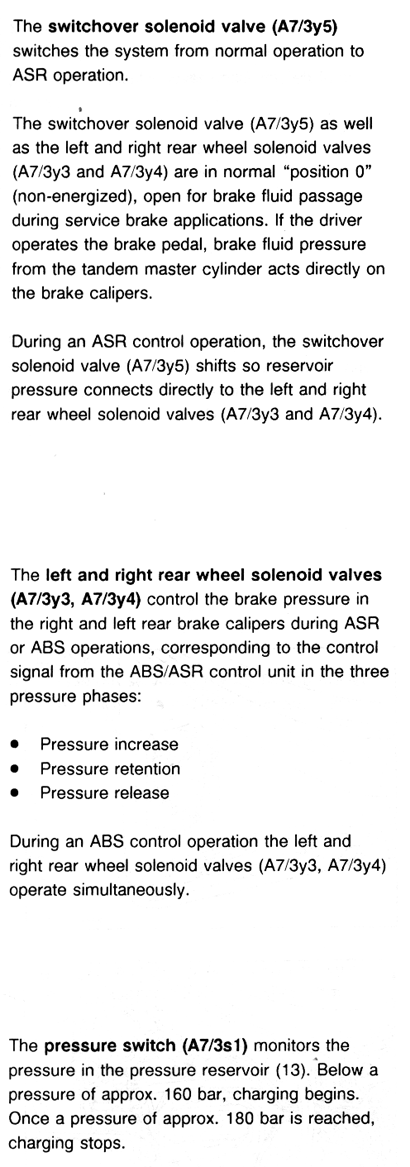 The switchover solenoid valve (A7/3y5)
switches the system from normal operation to
ASR operation.
The switchover solenoid valve (A7/3y5) as well
as the left and right rear wheel solenoid valves
(A7/3y3 and A7/3y4) are in normal “position 0”
(non-energized), open for brake fluid passage
during service brake applications. If the driver
operates the brake pedal, brake fluid pressure
from the tandem master cylinder acts directly on
the brake calipers.
During an ASR control operation, the switchover
solenoid valve (A7/3y5) shifts so reservoir
pressure connects directly to the left and right
rear wheel solenoid valves (A7/3y3 and A7/3y4).
The left and right rear wheel solenoid valves
(A7/3y3, A7/3y4) control the brake pressure in
the right and left rear brake calipers during ASR
or ABS operations, corresponding to the control
signal from the ABS/ASR control unit in the three
pressure phases:
● Pressure increase
● Pressure retention
● Pressure release
During an ABS control operation the left and
right rear wheel solenoid valves (A7/3y3, A7/3y4)
operate simultaneously.
The pressure switch (A7/3s1) monitors the
pressure in the pressure reservoir (13). Below a
pressure of approx. 160 bar, charging begins.
Once a pressure of approx. 180 bar is reached,
charging stops.